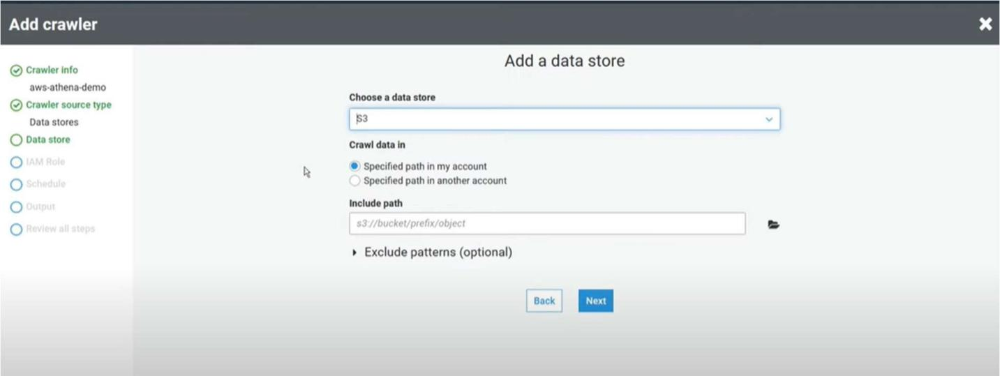 Add crawler
Crawler info
aws-athena-demo
Crawler source type
Data stores
Data store
IAM Role
Schedule
Output
Review all steps
Add a data store
Choose a data store
S3
Crawl data in
Specified path in my account
Specified path in another account
Include path
s3://bucket/prefix/object
Exclude patterns (optional)
Back Next